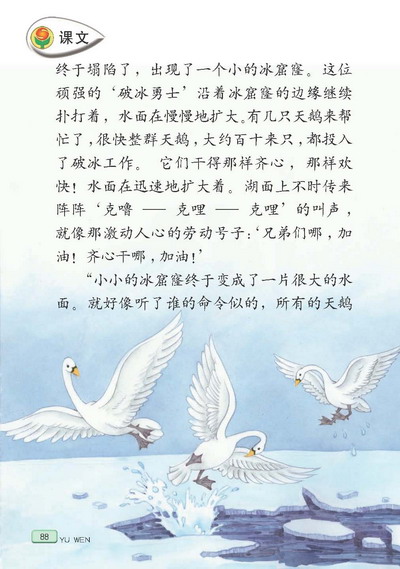 课文
终于塌陷了，出现了一个小的冰窟窿。这位
顽强的‘破冰勇士’沿着冰窟窿的边缘继续
扑打着，水面在慢慢地扩大。有几只天鹅来帮
忙了，很快整群天鹅，大约百十来只，都投入
了破冰工作。 它们干得那样齐心，那样欢
快！水面在迅速地扩大着。湖面上不时传来
阵阵‘克噜 —— 克哩 —— 克哩’的叫声，
就像那激动人心的劳动号子：‘兄弟们哪，加
油！齐心干哪，加油！’
“小小的冰窟窿终于变成了一片很大的水
面。就好像听了谁的命令似的，所有的天鹅
88
YU WEN